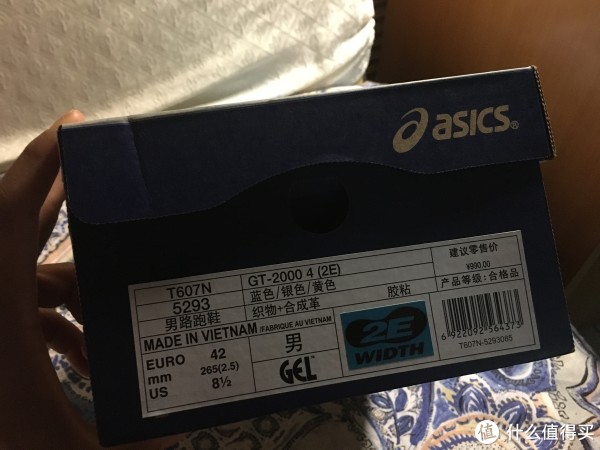 asics®
T607N
GT-2000 4 (2E)
建议零售价
5293
蓝色/银色/黄色
¥990.00
男路跑鞋
织物+合成革
胶粘
产品等级:合格品
MADE IN VIETNAM /FABRIQUE AU VIETNAM
EURO 42
mm 265(2.5)
US 8½
男
GEL
2E
WIDTH
6922092564373
T607N-5293085
值 什么值得买